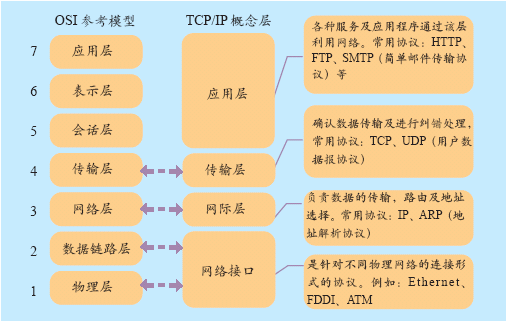 OSI 参考模型
TCP/IP 概念层
7
应用层
6
表示层
5
会话层
4
传输层
3
网络层
2
数据链路层
1
物理层
应用层
传输层
网际层
网络接口
各种服务及应用程序通过该层
利用网络。常用协议：HTTP、
FTP、SMTP（简单邮件传输协
议）等
确认数据传输及进行纠错处理，
常用协议：TCP、UDP（用户数
据报协议）
负责数据的传输，路由及地址
选择。常用协议：IP、ARP（地
址解析协议）
是针对不同物理网络的连接形
式的协议。例如：Ethernet、
FDDI、ATM